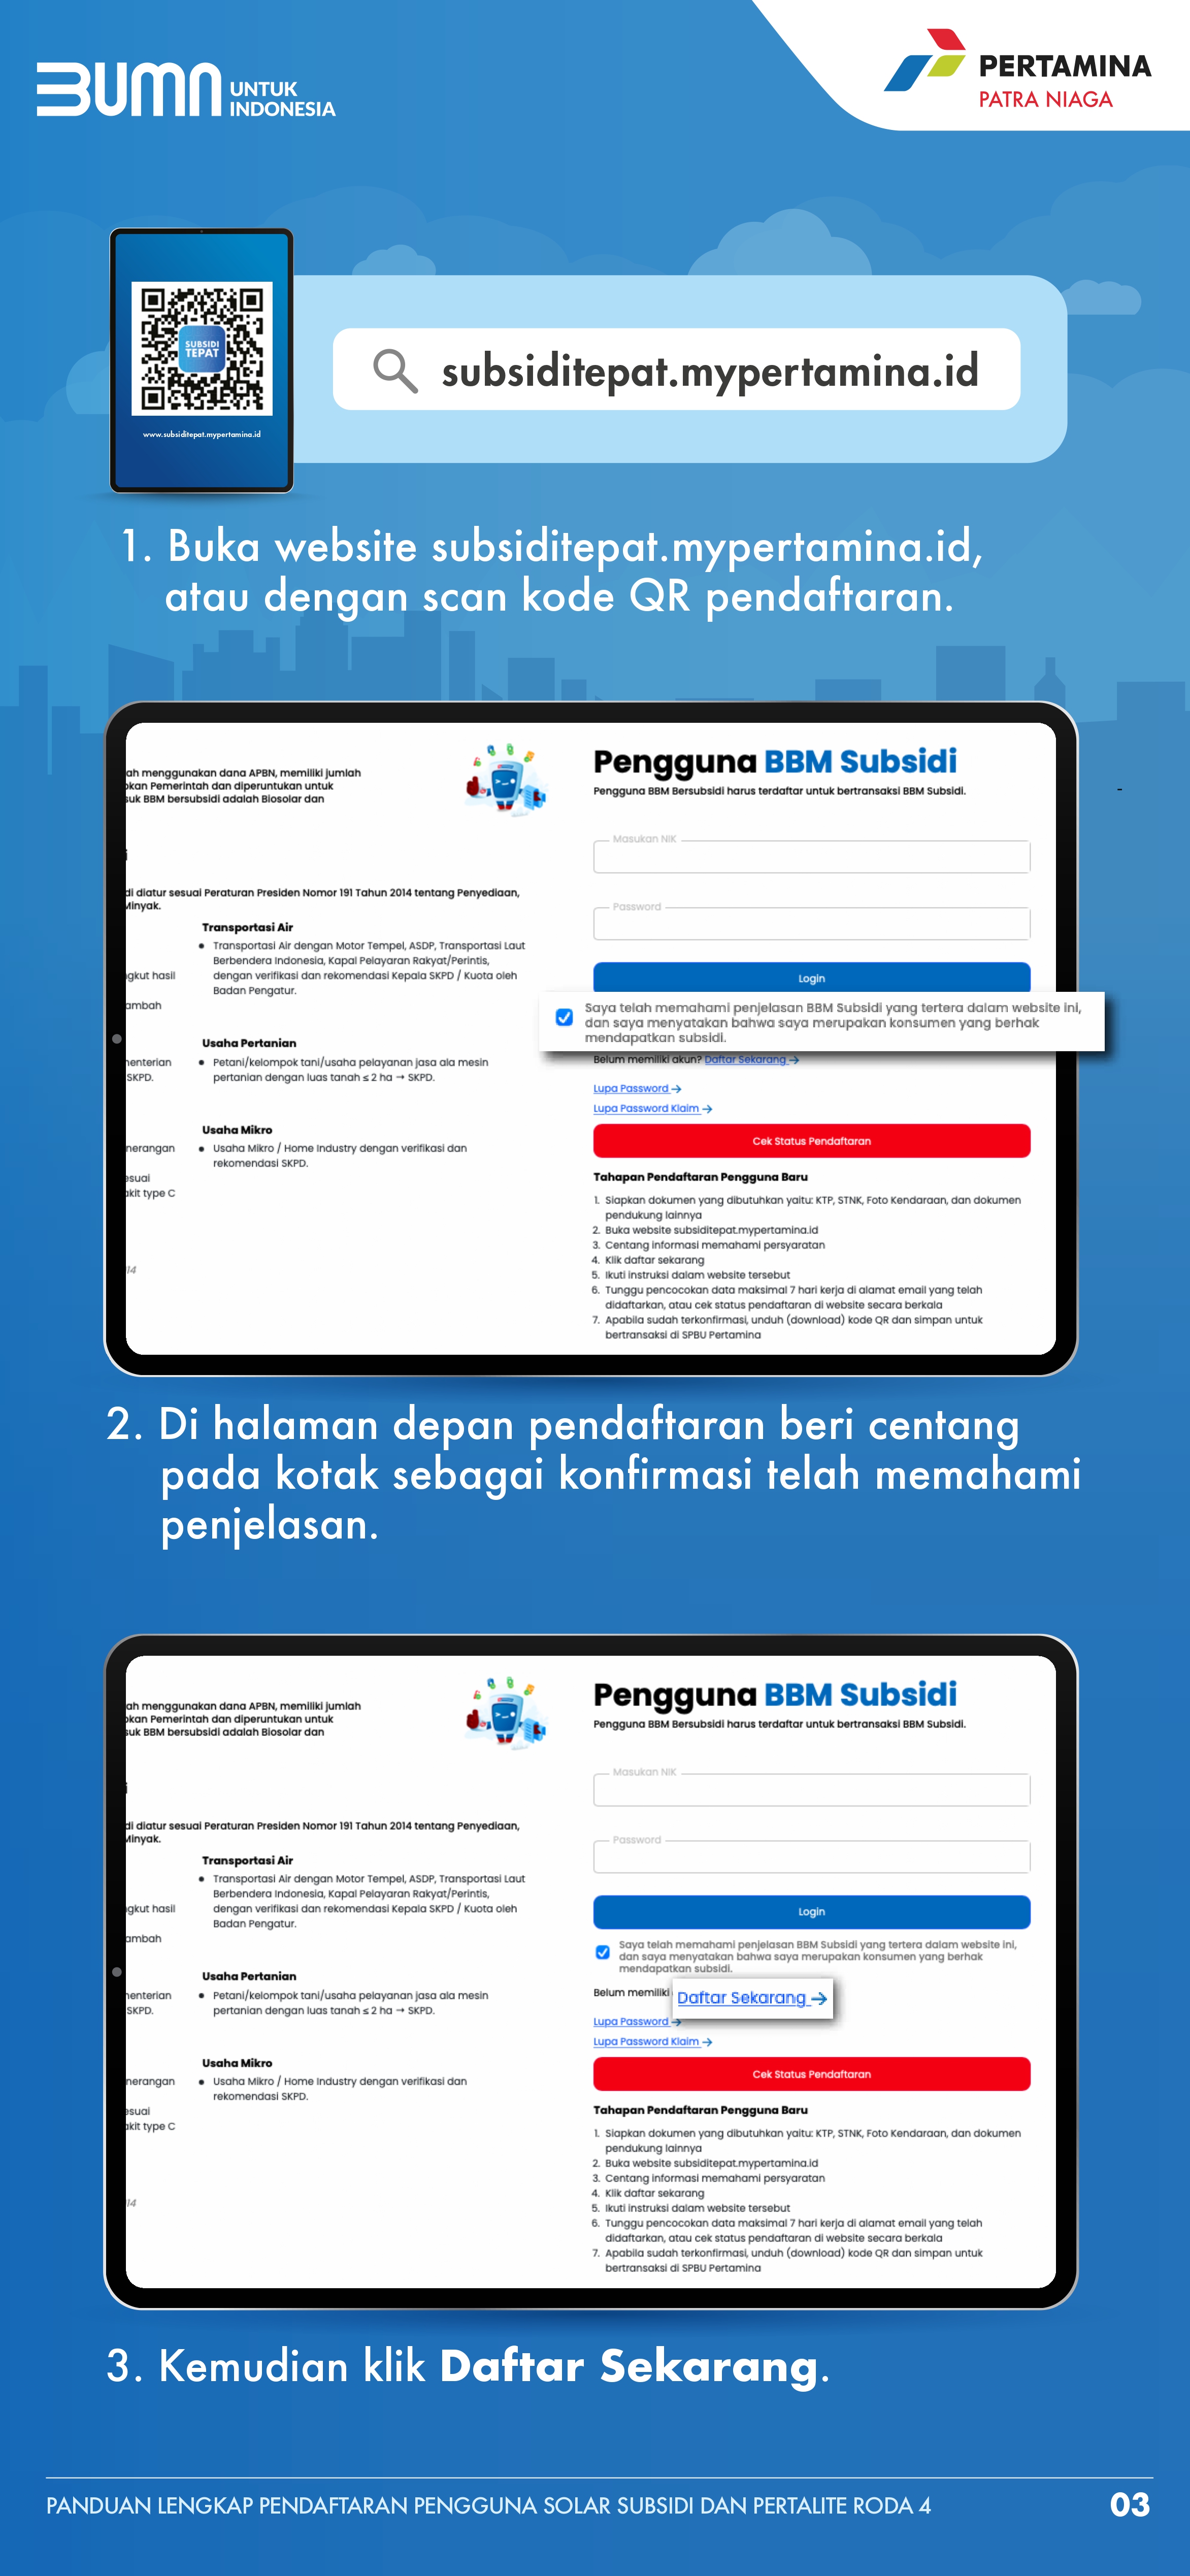 BUMN UNTUK
INDONESIA
PERTAMINA
PATRA NIAGA
SUBSIDI
TEPAT
www.subsiditepat.mypertamina.id
subsiditepat.mypertamina.id
1. Buka website subsiditepat.mypertamina.id,
atau dengan scan kode QR pendaftaran.
ah menggunakan dana APBN, memiliki jumlah
okan Pemerintah dan diperuntukan untuk
suk BBM bersubsidi adalah Biosolar dan
i
di diatur sesuai Peraturan Presiden Nomor 191 Tahun 2014 tentang Penyediaan,
Minyak.
Transportasi Air
• Transportasi Air dengan Motor Tempel, ASDP, Transportasi Laut
Berbendera Indonesia, Kapal Pelayaran Rakyat/Perintis,
ngkut hasil
dengan verifikasi dan rekomendasi Kepala SKPD / Kuota oleh
Badan Pengatur.
ambah
Usaha Pertanian
nenterian
• Petani/kelompok tani/usaha pelayanan jasa ala mesin
SKPD.
pertanian dengan luas tanah ≤ 2 ha → SKPD.
Usaha Mikro
nerangan
• Usaha Mikro / Home Industry dengan verifikasi dan
rekomendasi SKPD.
esuai
akit type C
14
Pengguna BBM Subsidi
Pengguna BBM Bersubsidi harus terdaftar untuk bertransaksi BBM Subsidi.
Masukan NIK
Password
Login
Saya telah memahami penjelasan BBM Subsidi yang tertera dalam website ini,
dan saya menyatakan bahwa saya merupakan konsumen yang berhak
mendapatkan subsidi.
Belum memiliki akun? Daftar Sekarang →
Lupa Password →
Lupa Password Klaim →
Cek Status Pendaftaran
Tahapan Pendaftaran Pengguna Baru
1. Siapkan dokumen yang dibutuhkan yaitu: KTP, STNK, Foto Kendaraan, dan dokumen
pendukung lainnya
2. Buka website subsiditepat.mypertamina.id
3. Centang informasi memahami persyaratan
4. Klik daftar sekarang
5. Ikuti instruksi dalam website tersebut
6. Tunggu pencocokan data maksimal 7 hari kerja di alamat email yang telah
didaftarkan, atau cek status pendaftaran di website secara berkala
7. Apabila sudah terkonfirmasi, unduh (download) kode QR dan simpan untuk
bertransaksi di SPBU Pertamina
2. Di halaman depan pendaftaran beri centang
pada kotak sebagai konfirmasi telah memahami
penjelasan.
ah menggunakan dana APBN, memiliki jumlah
okan Pemerintah dan diperuntukan untuk
suk BBM bersubsidi adalah Biosolar dan
i
di diatur sesuai Peraturan Presiden Nomor 191 Tahun 2014 tentang Penyediaan,
Minyak.
Transportasi Air
• Transportasi Air dengan Motor Tempel, ASDP, Transportasi Laut
Berbendera Indonesia, Kapal Pelayaran Rakyat/Perintis,
ngkut hasil
dengan verifikasi dan rekomendasi Kepala SKPD / Kuota oleh
Badan Pengatur.
ambah
Usaha Pertanian
nenterian
• Petani/kelompok tani/usaha pelayanan jasa ala mesin
SKPD.
pertanian dengan luas tanah ≤ 2 ha → SKPD.
Usaha Mikro
nerangan
• Usaha Mikro / Home Industry dengan verifikasi dan
rekomendasi SKPD.
esuai
akit type C
14
Pengguna BBM Subsidi
Pengguna BBM Bersubsidi harus terdaftar untuk bertransaksi BBM Subsidi.
Masukan NIK
Password
Login
Saya telah memahami penjelasan BBM Subsidi yang tertera dalam website ini,
dan saya menyatakan bahwa saya merupakan konsumen yang berhak
mendapatkan subsidi.
Belum memiliki Daftar Sekarang →
Lupa Password →
Lupa Password Klaim →
Cek Status Pendaftaran
Tahapan Pendaftaran Pengguna Baru
1. Siapkan dokumen yang dibutuhkan yaitu: KTP, STNK, Foto Kendaraan, dan dokumen
pendukung lainnya
2. Buka website subsiditepat.mypertamina.id
3. Centang informasi memahami persyaratan
4. Klik daftar sekarang
5. Ikuti instruksi dalam website tersebut
6. Tunggu pencocokan data maksimal 7 hari kerja di alamat email yang telah
didaftarkan, atau cek status pendaftaran di website secara berkala
7. Apabila sudah terkonfirmasi, unduh (download) kode QR dan simpan untuk
bertransaksi di SPBU Pertamina
3. Kemudian klik Daftar Sekarang.
PANDUAN LENGKAP PENDAFTARAN PENGGUNA SOLAR SUBSIDI DAN PERTALITE RODA 4
03